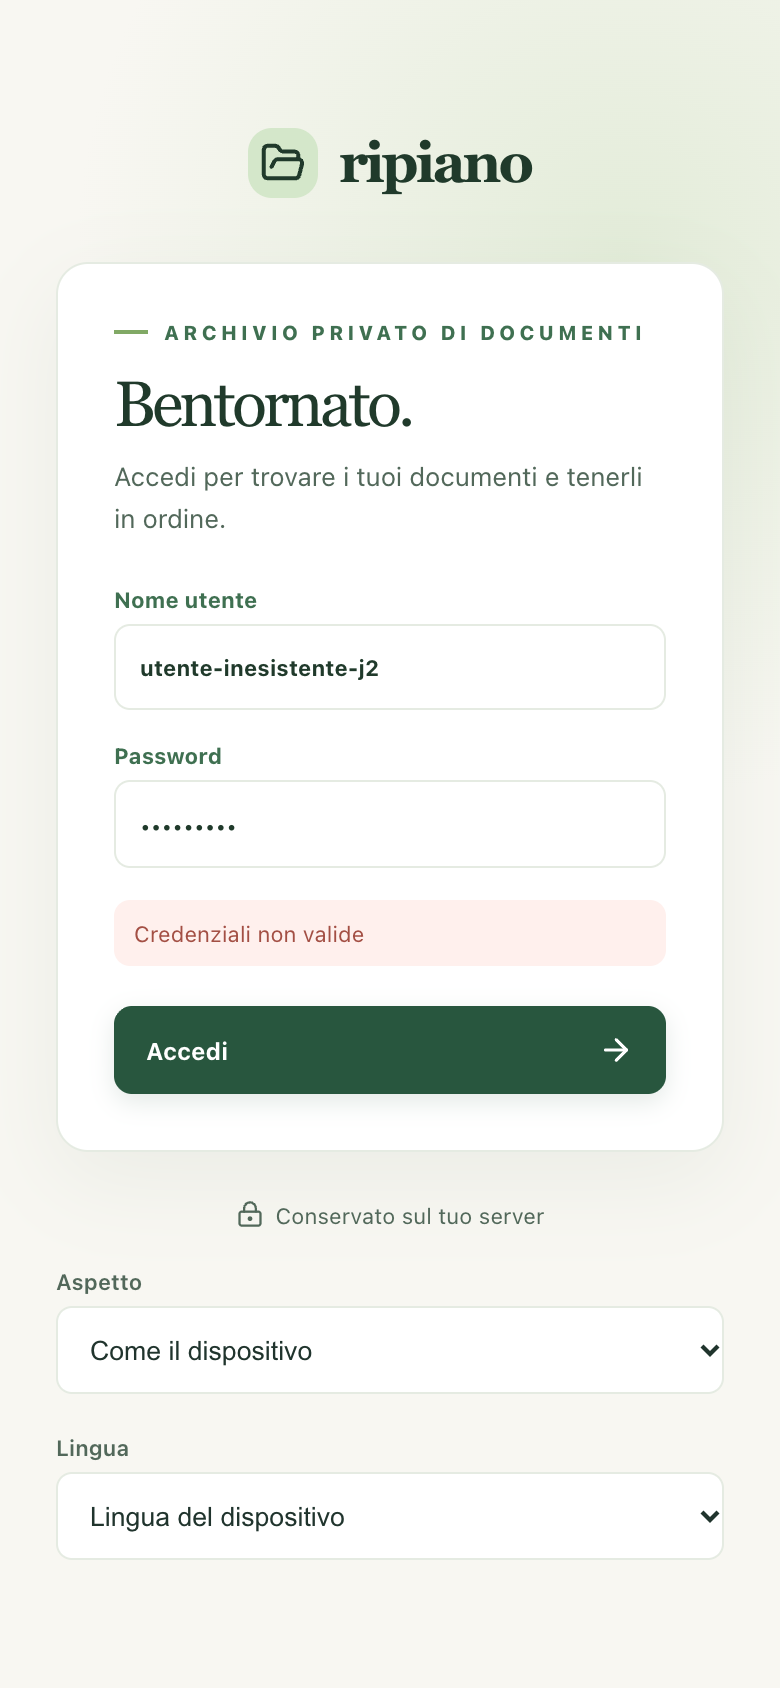 ripiano
ARCHIVIO PRIVATO DI DOCUMENTI
Bentornato.
Accedi per trovare i tuoi documenti e tenerli
in ordine.
Nome utente
utente-inesistente-j2
Password
•••••••••
Credenziali non valide
Accedi
Conservato sul tuo server
Aspetto
Come il dispositivo
Lingua
Lingua del dispositivo